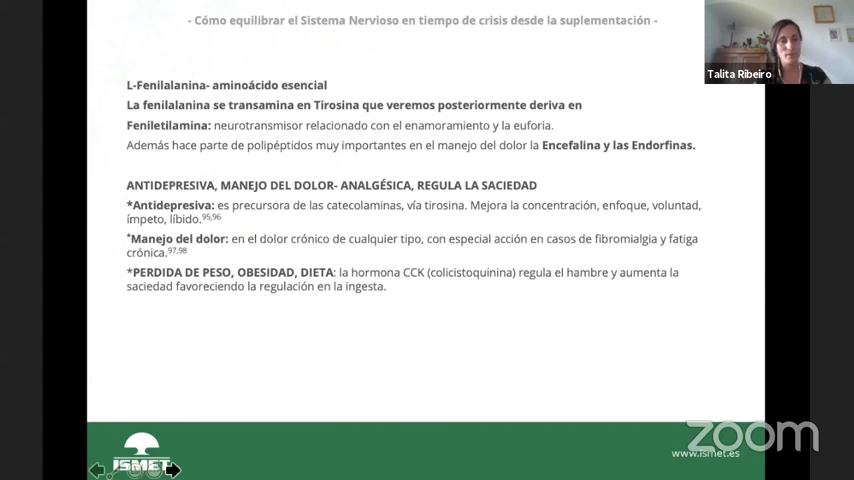 - Cómo equilibrar el Sistema Nervioso en tiempo de crisis desde la suplementación -
Talita Ribeiro
L-Fenilalanina- aminoácido esencial
La fenilalanina se transamina en Tirosina que veremos posteriormente deriva en
Feniletilamina: neurotransmisor relacionado con el enamoramiento y la euforia.
Además hace parte de polipéptidos muy importantes en el manejo del dolor la Encefalina y las Endorfinas.
ANTIDEPRESIVA, MANEJO DEL DOLOR- ANALGÉSICA, REGULA LA SACIEDAD
*Antidepresiva: es precursora de las catecolaminas, vía tirosina. Mejora la concentración, enfoque, voluntad,
ímpeto, líbido.95,96
*Manejo del dolor: en el dolor crónico de cualquier tipo, con especial acción en casos de fibromialgia y fatiga
crónica.97,98
*PERDIDA DE PESO, OBESIDAD, DIETA: la hormona CCK (colicistoquinina) regula el hambre y aumenta la
saciedad favoreciendo la regulación en la ingesta.
zoom
www.ismet.es
ISMET